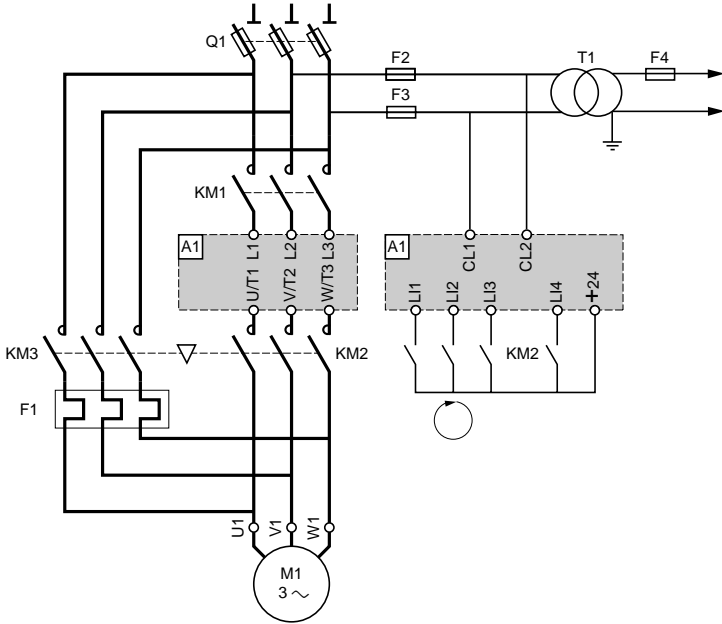 Q1
F2
T1
F4
F3
KM1
A1
L1
L2
L3
U/T1
V/T2
W/T3
A1
CL1
CL2
LI1
LI2
LI3
LI4
+24
KM3
KM2
KM2
F1
U1
V1
W1
M1
3 ~